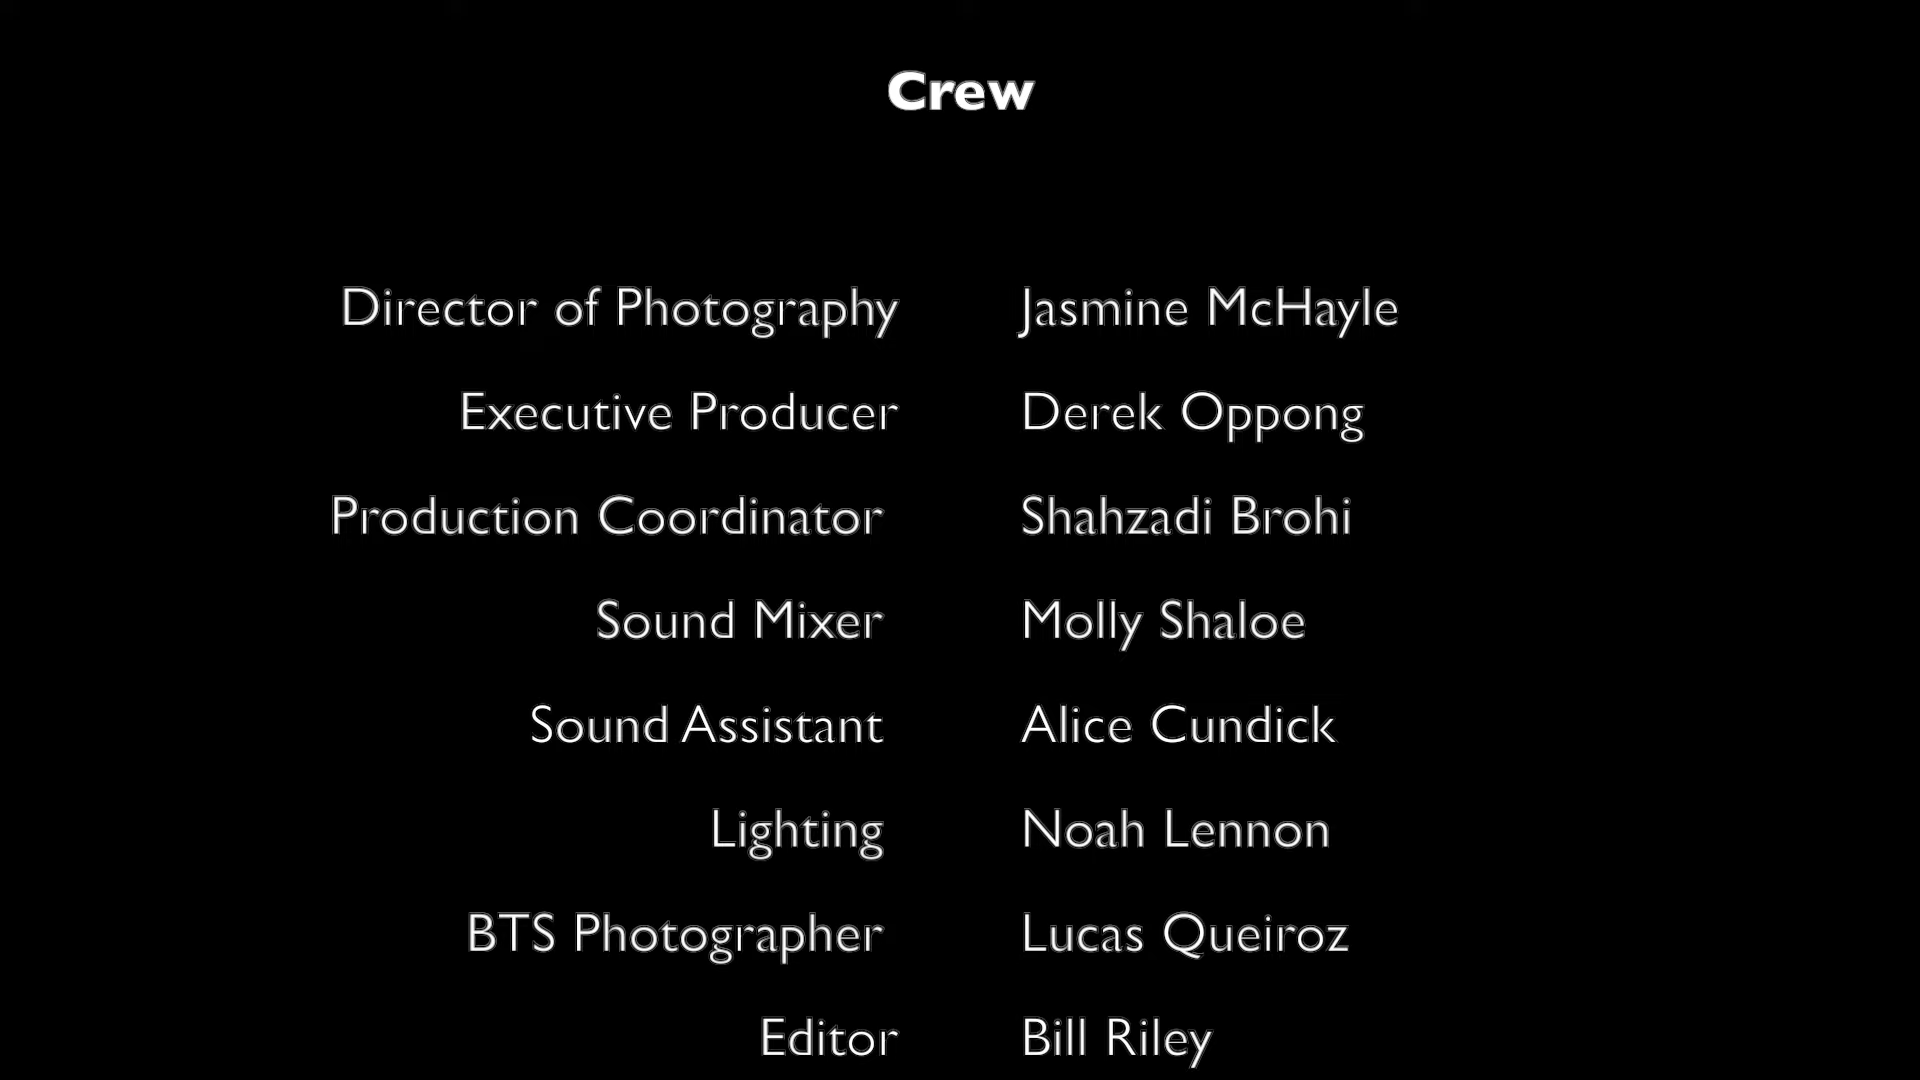 Crew
Director of Photography Jasmine McHayle
Executive Producer Derek Oppong
Production Coordinator Shahzadi Brohi
Sound Mixer Molly Shaloe
Sound Assistant Alice Cundick
Lighting Noah Lennon
BTS Photographer Lucas Queiroz
Editor Bill Riley